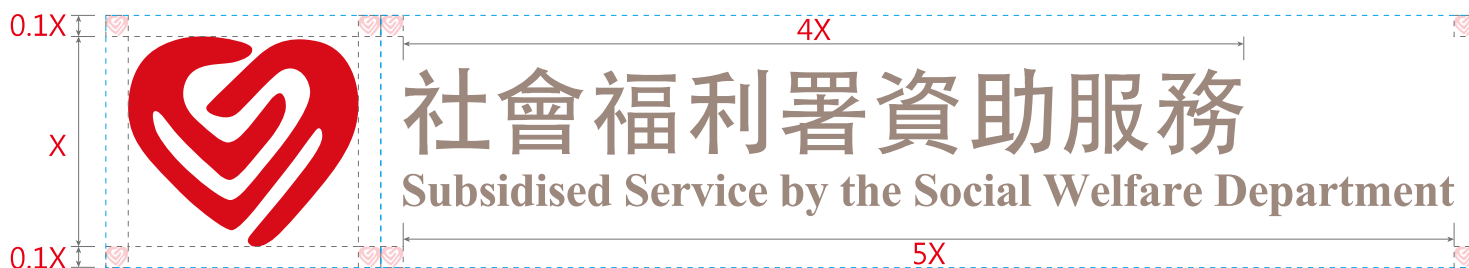 0.1X
4X
X
社會福利署資助服務
Subsidised Service by the Social Welfare Department
0.1X
5X